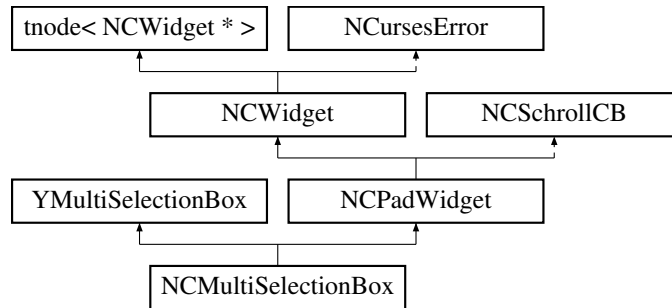 tnode< NCWidget * >
NCursesError
NCWidget
NCSchrollCB
YMultiSelectionBox
NCPadWidget
NCMultiSelectionBox